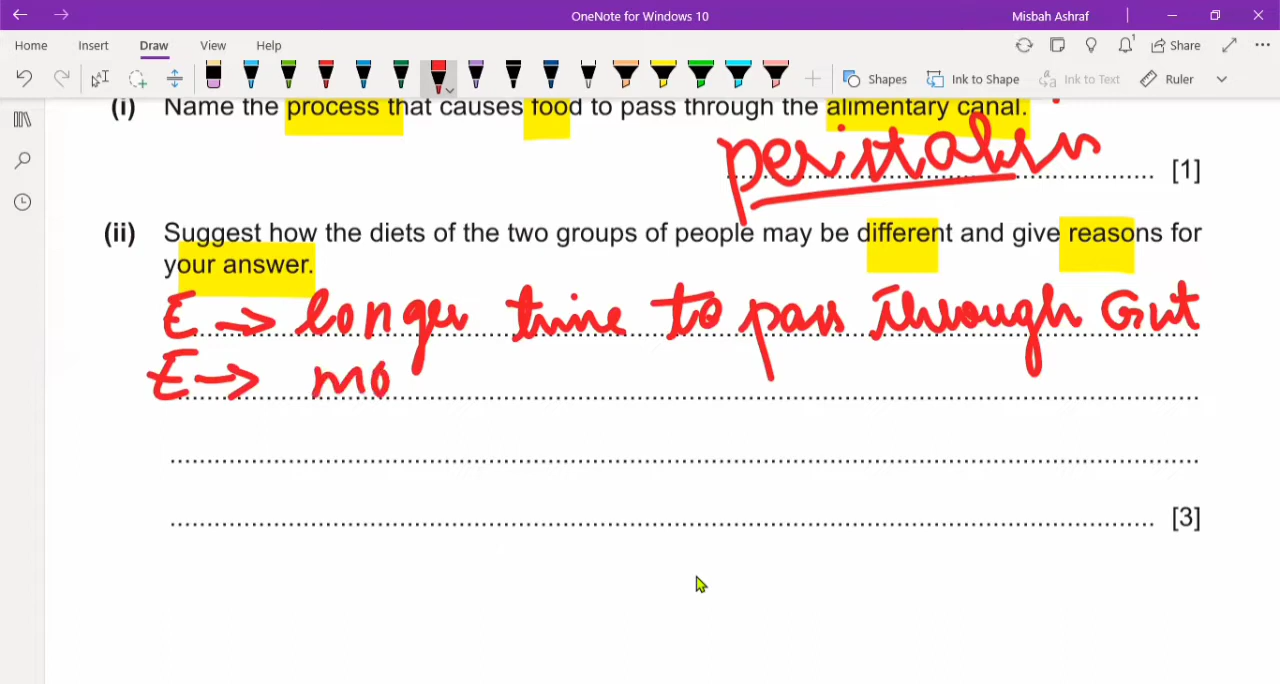 OneNote for Windows 10
Misbah Ashraf
Home Insert Draw View Help
Share
Shapes Ink to Shape Ink to Text Ruler
(i) Name the process that causes food to pass through the alimentary canal.
peristalsis
[1]
(ii) Suggest how the diets of the two groups of people may be different and give reasons for
your answer.
E → longer time to pass through Gut
E → mo
[3]